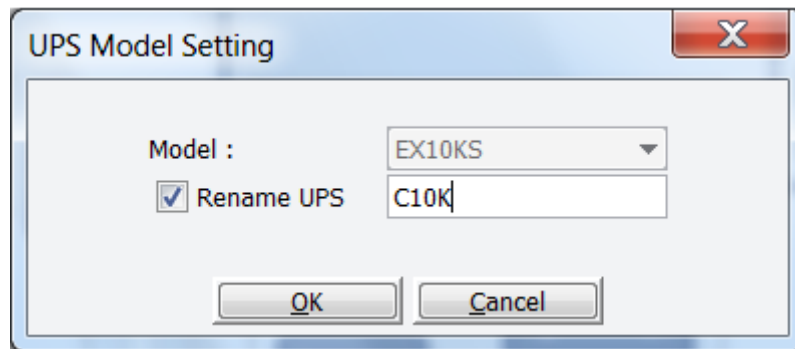 UPS Model Setting
Model : EX10KS
Rename UPS C10K
OK Cancel